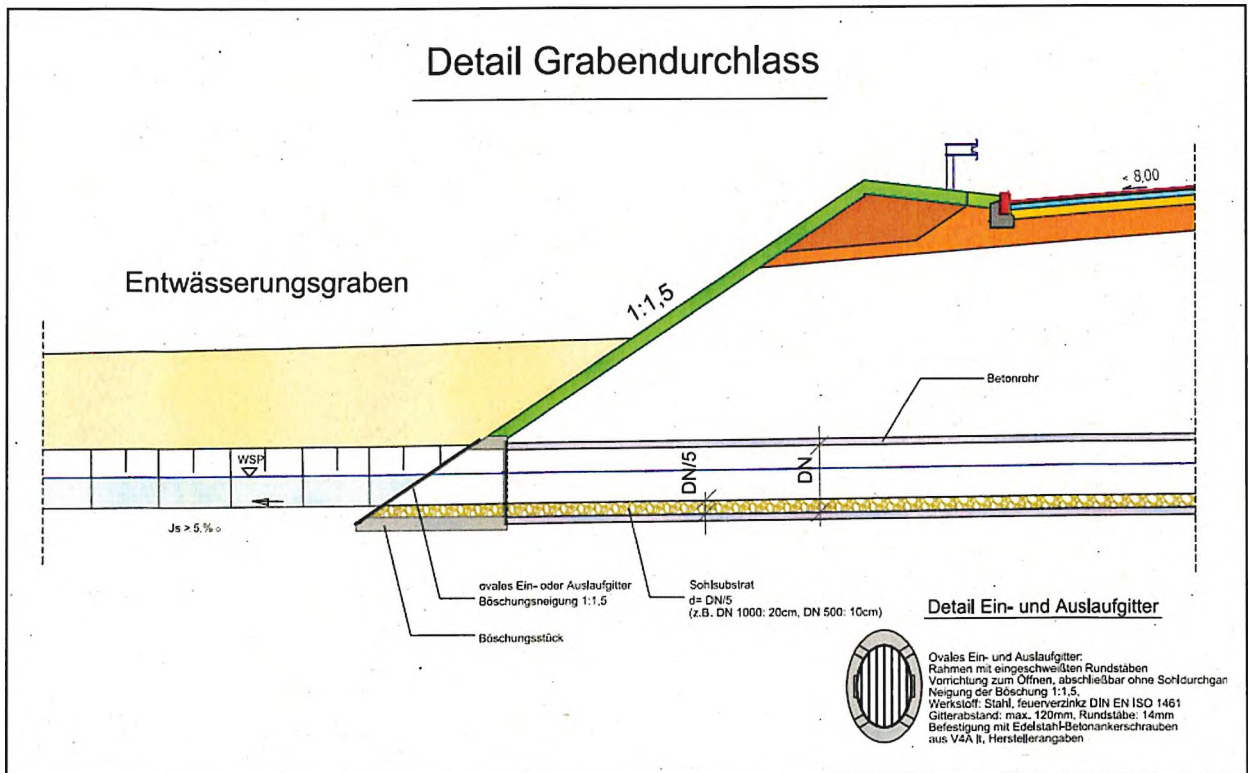 Detail Grabendurchlass
< 8,00
Entwässerungsgraben
1:1,5
Betonrohr
WSP
DN/5
DN
Js > 5 ‰
ovales Ein- oder Auslaufgitter
Böschungsneigung 1:1,5
Sohlsubstrat
d= DN/5
(z.B. DN 1000: 20cm, DN 500: 10cm)
Böschungsstück
Detail Ein- und Auslaufgitter
Ovales Ein- und Auslaufgitter:
Rahmen mit eingeschweißten Rundstäben
Vorrichtung zum Öffnen, abschließbar ohne Sohldurchgan
Neigung der Böschung 1:1,5,
Werkstoff: Stahl, feuerverzinkz DIN EN ISO 1461
Gitterabstand: max. 120mm, Rundstäbe: 14mm
Befestigung mit Edelstahl-Betonankerschrauben
aus V4A lt. Herstellerangaben